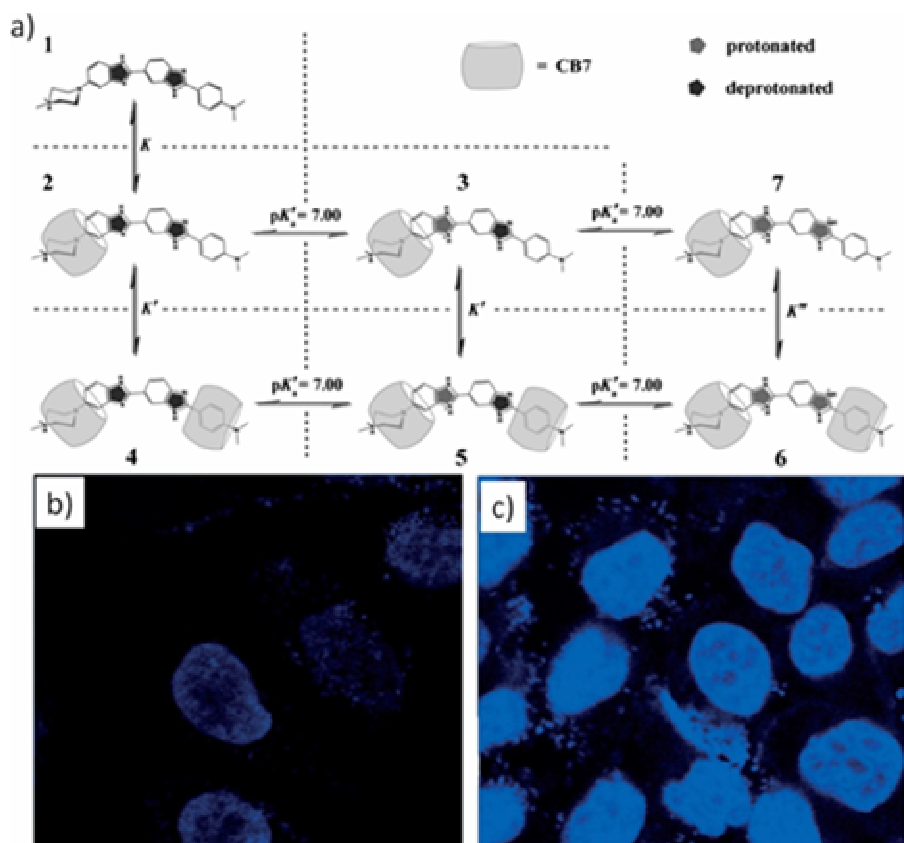 a)
1
= CB7
protonated
deprotonated
K
2
3
7
pK'a = 7.00
pK'a = 7.00
K'
K'
K'''
pK'a = 7.00
pK'a = 7.00
4
5
6
b)
c)